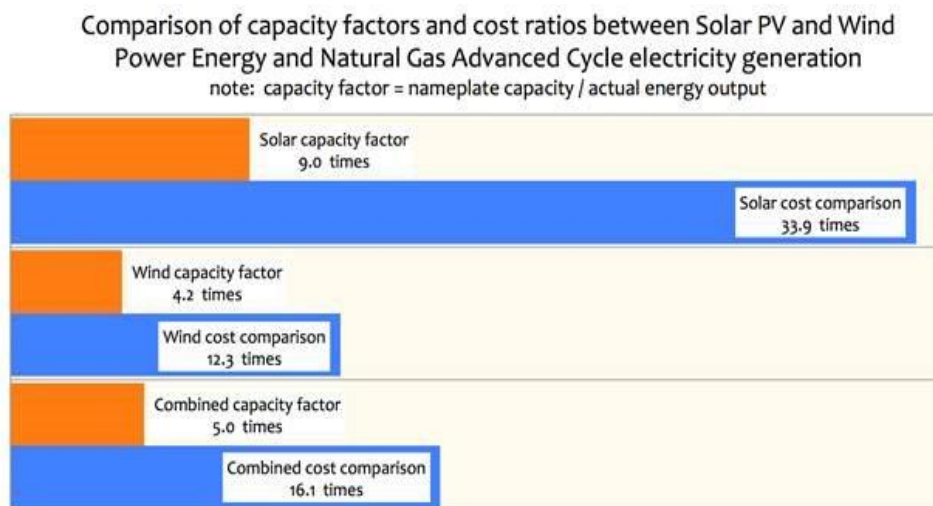 Comparison of capacity factors and cost ratios between Solar PV and Wind
Power Energy and Natural Gas Advanced Cycle electricity generation
note: capacity factor = nameplate capacity / actual energy output
Solar capacity factor
9.0 times
Solar cost comparison
33.9 times
Wind capacity factor
4.2 times
Wind cost comparison
12.3 times
Combined capacity factor
5.0 times
Combined cost comparison
16.1 times